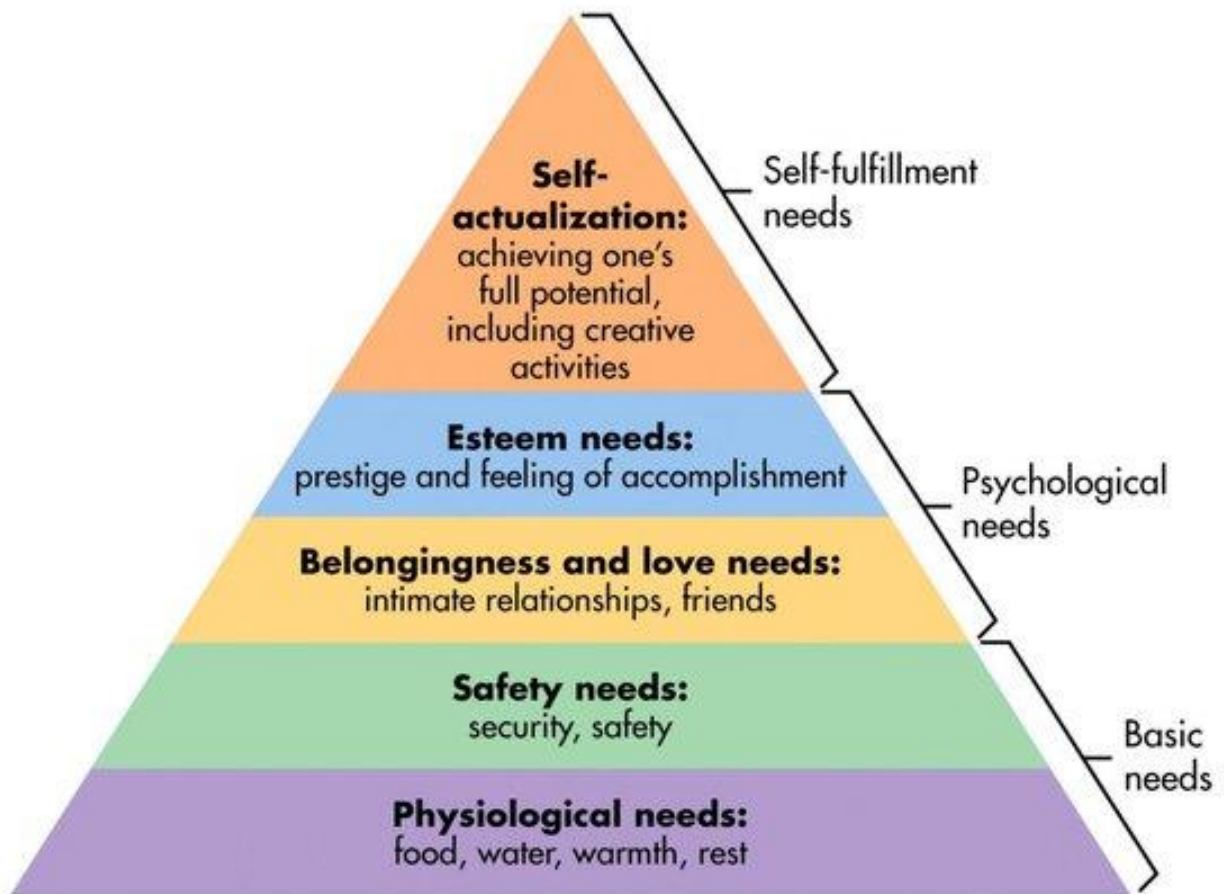 Self-
actualization:
achieving one's
full potential,
including creative
activities
Self-fulfillment
needs
Esteem needs:
prestige and feeling of accomplishment
Psychological
needs
Belongingness and love needs:
intimate relationships, friends
Safety needs:
security, safety
Basic
needs
Physiological needs:
food, water, warmth, rest